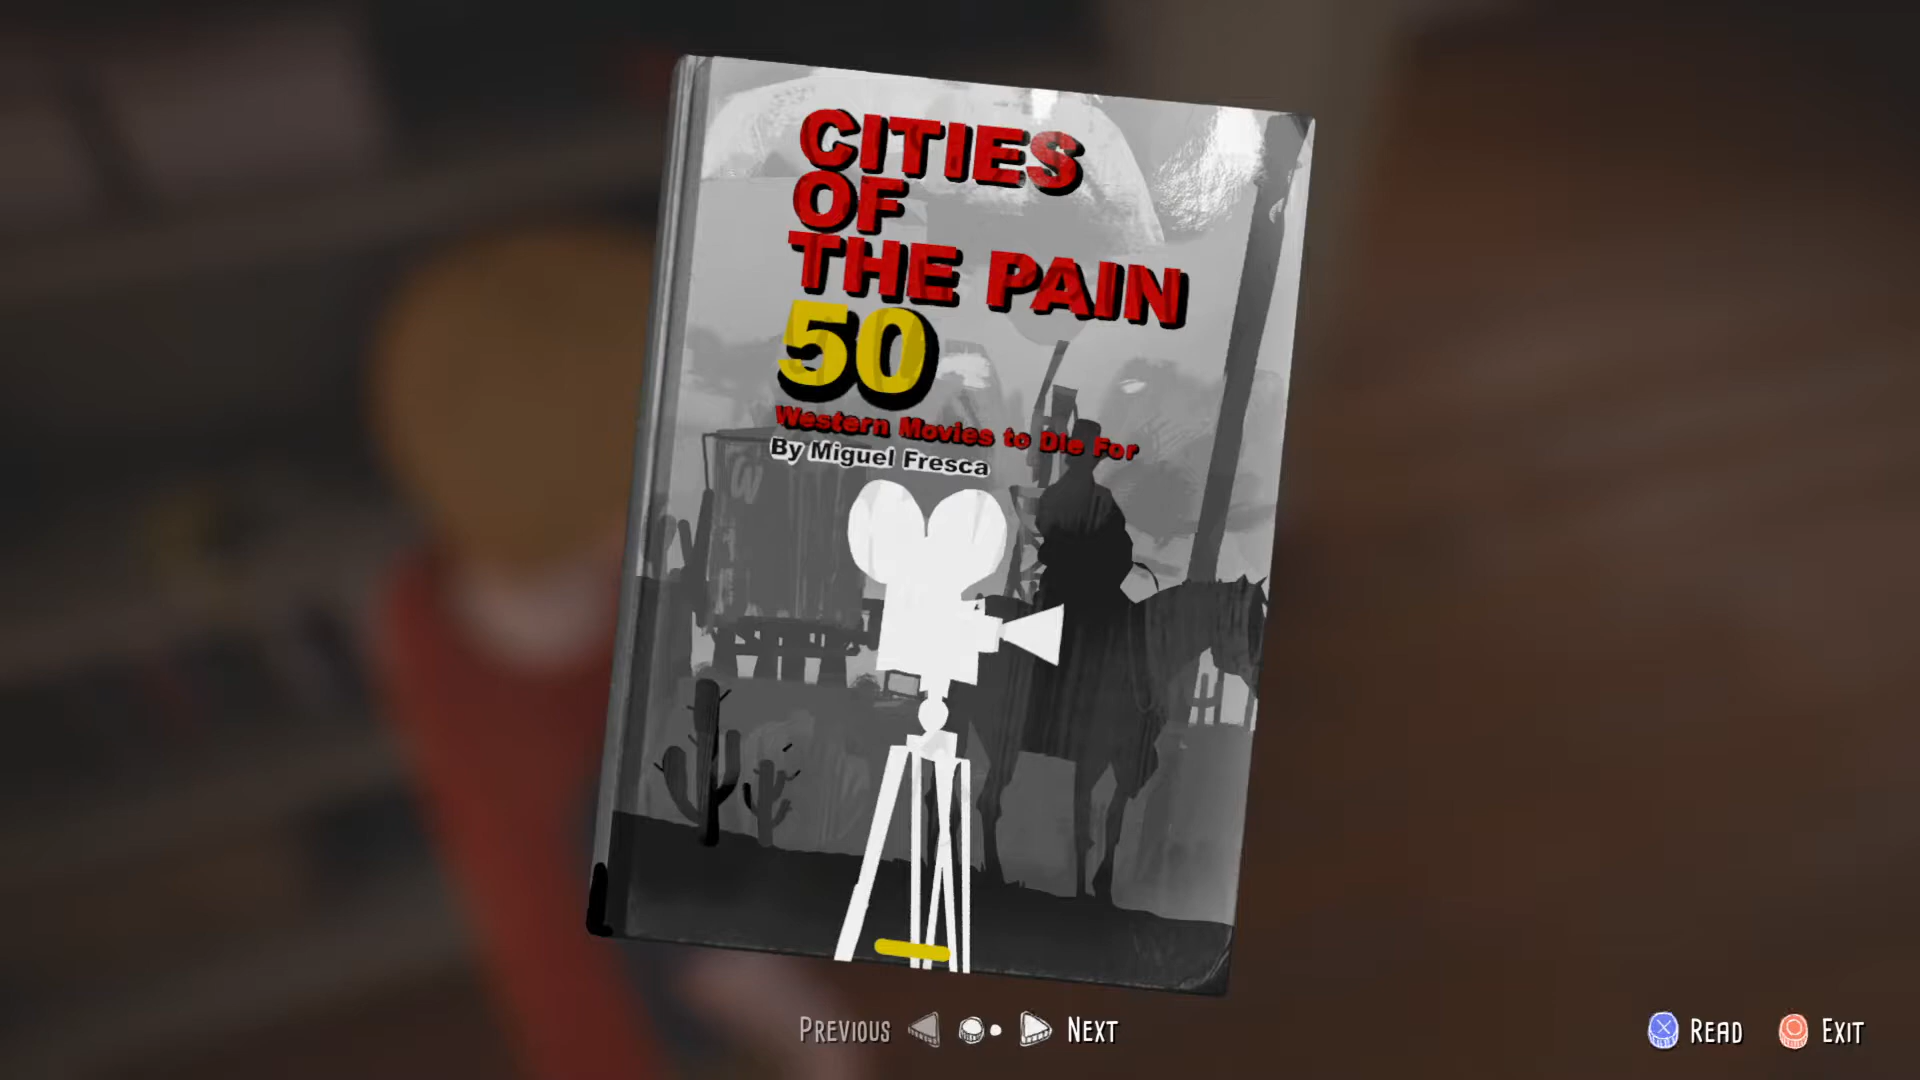 CITIES
OF
THE PAIN
50
Western Movies to Die For
By Miguel Fresca
PREVIOUS
NEXT
READ
EXIT